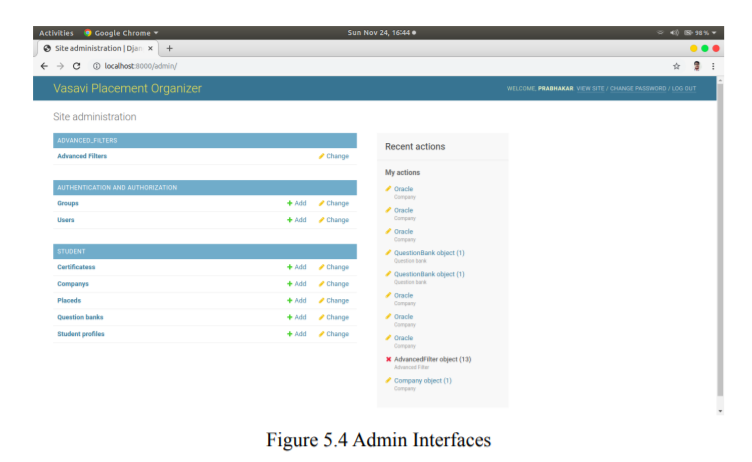 Activities Google Chrome Sun Nov 24, 16:44 98 %
Site administration | Djan × +
localhost:8000/admin/
Vasavi Placement Organizer WELCOME, PRABHAKAR. VIEW SITE / CHANGE PASSWORD / LOG OUT
Site administration
ADVANCED_FILTERS
Advanced Filters Change
AUTHENTICATION AND AUTHORIZATION
Groups + Add Change
Users + Add Change
STUDENT
Certificatess + Add Change
Companys + Add Change
Placeds + Add Change
Question banks + Add Change
Student profiles + Add Change
Recent actions
My actions
Oracle
Company
Oracle
Company
Oracle
Company
QuestionBank object (1)
Question bank
QuestionBank object (1)
Question bank
Oracle
Company
Oracle
Company
Oracle
Company
AdvancedFilter object (13)
Advanced Filter
Company object (1)
Company
Figure 5.4 Admin Interfaces